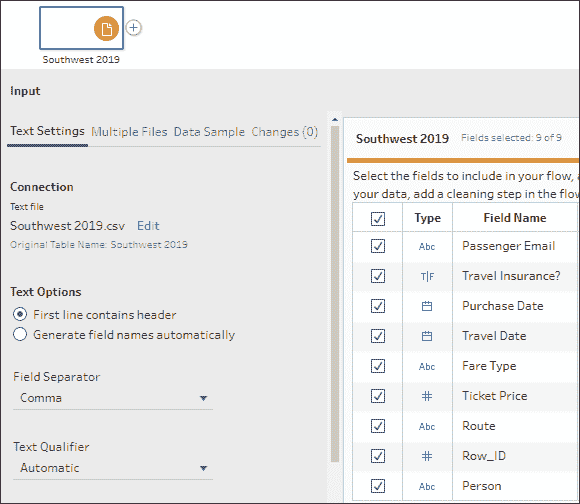 Southwest 2019
Input
Text Settings Multiple Files Data Sample Changes (0)
Connection
Text file
Southwest 2019.csv Edit
Original Table Name: Southwest 2019
Text Options
First line contains header
Generate field names automatically
Field Separator
Comma
Text Qualifier
Automatic
Southwest 2019 Fields selected: 9 of 9
Select the fields to include in your flow, a
your data, add a cleaning step in the flow
Type Field Name
Abc Passenger Email
T|F Travel Insurance?
Purchase Date
Travel Date
Abc Fare Type
# Ticket Price
Abc Route
# Row_ID
Abc Person